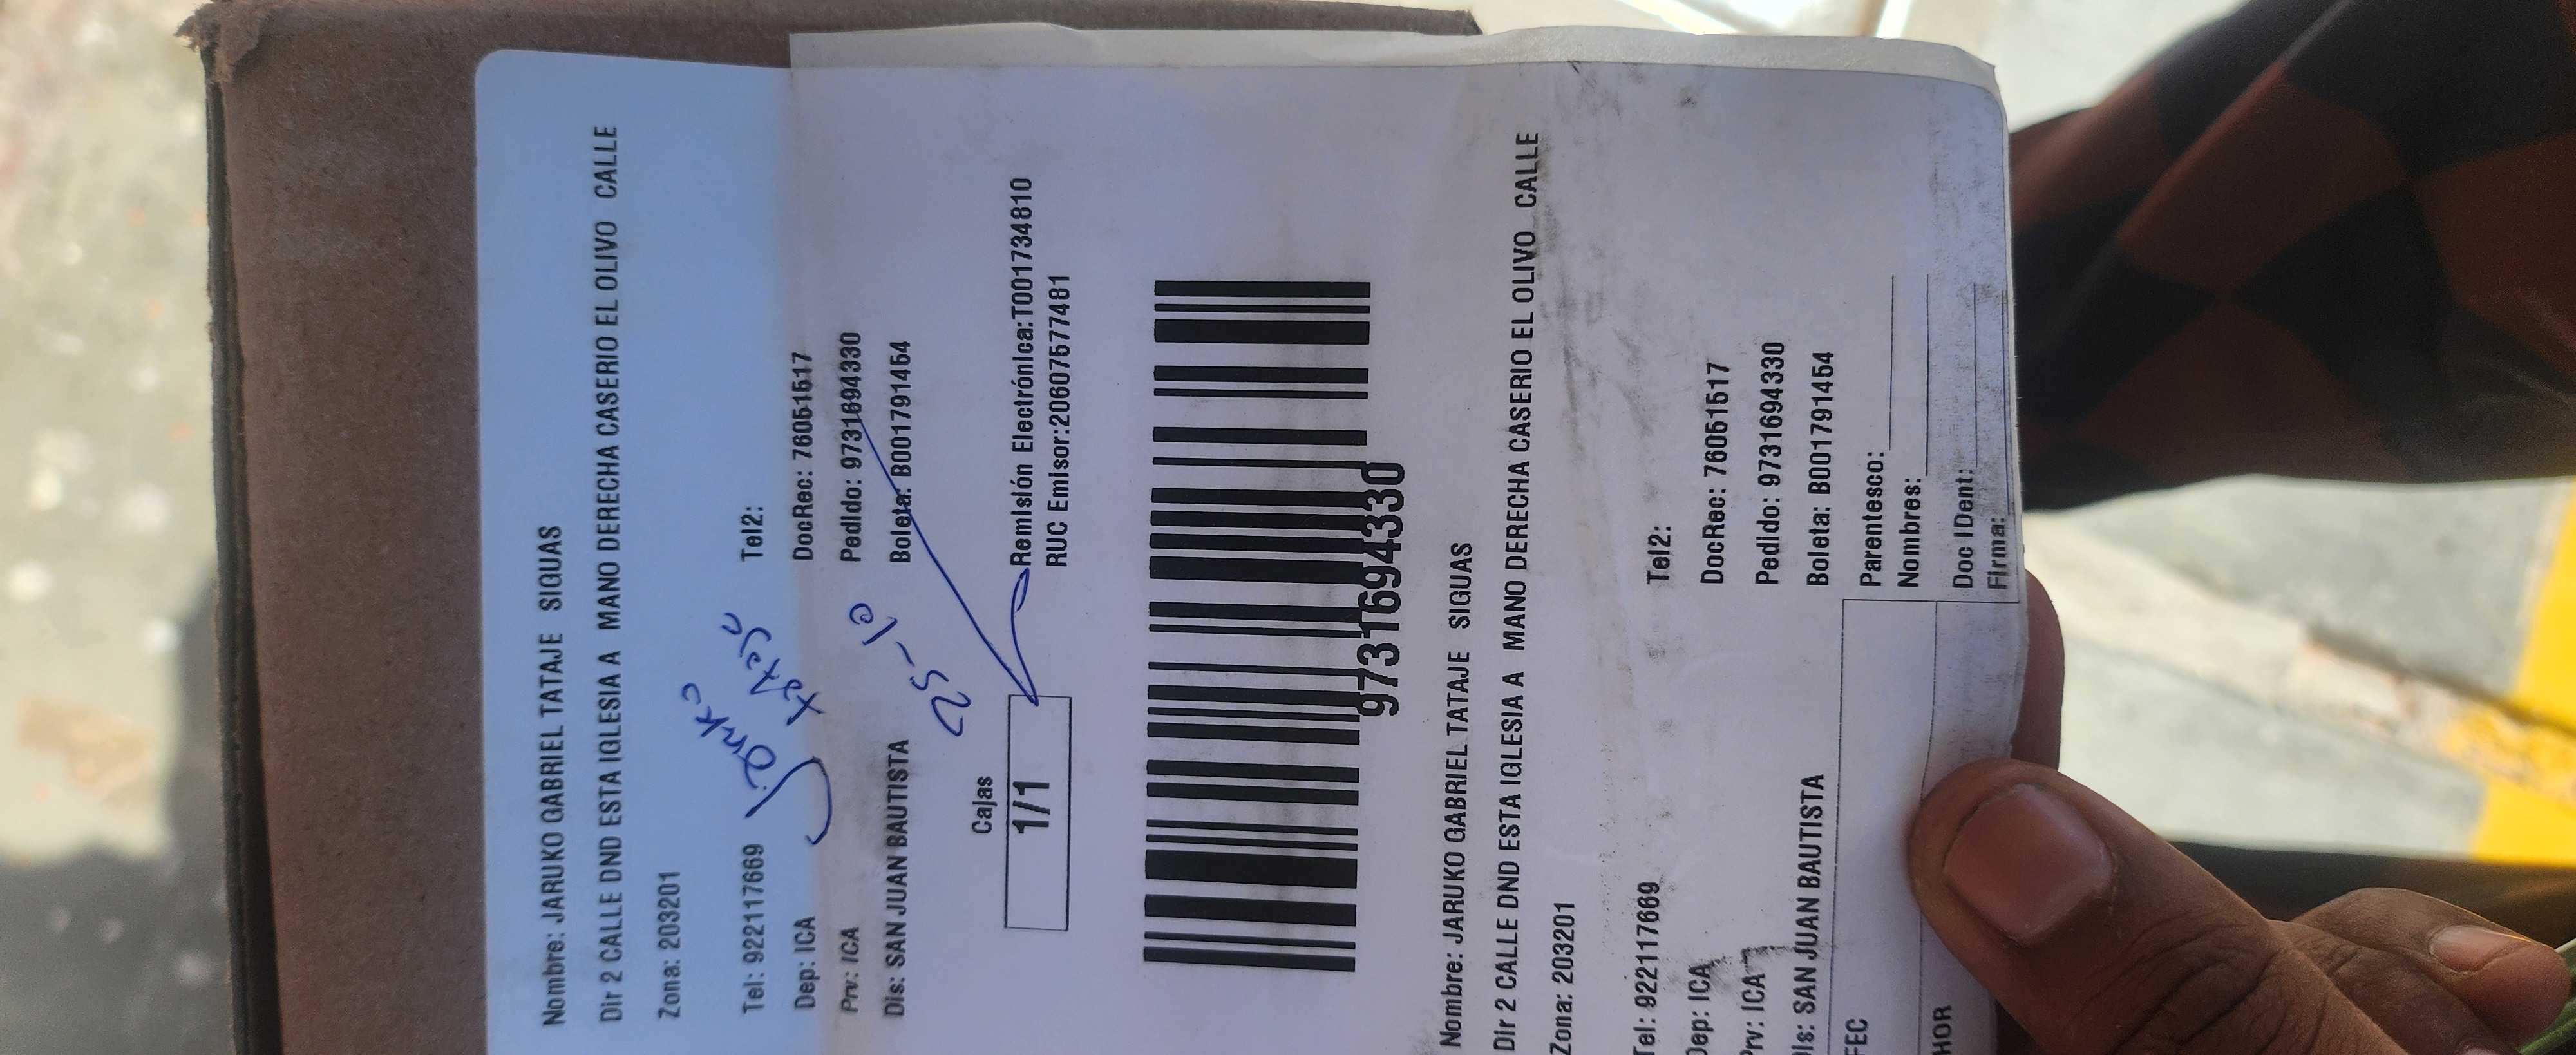 Nombre: JARUKO GABRIEL TATAJE SIGUAS
Dir 2 CALLE DND ESTA IGLESIA A MANO DERECHA CASERIO EL OLIVO CALLE
Zona: 203201
Tel: 922117669 Tel2:
Dep: ICA DocRec: 76051517
Prv: ICA Pedido: 9731694330
Dis: SAN JUAN BAUTISTA Boleta: B001791454
25-10
Cajas
1/1
Remisión Electrónica:T001734810
RUC Emisor:20607577481
9731694330
Nombre: JARUKO GABRIEL TATAJE SIGUAS
Dir 2 CALLE DND ESTA IGLESIA A MANO DERECHA CASERIO EL OLIVO CALLE
Zona: 203201
Tel: 922117669 Tel2:
Dep: ICA DocRec: 76051517
Prv: ICA Pedido: 9731694330
Dis: SAN JUAN BAUTISTA Boleta: B001791454
FEC Parentesco:
Nombres:
HOR Doc IDent:
Firma: